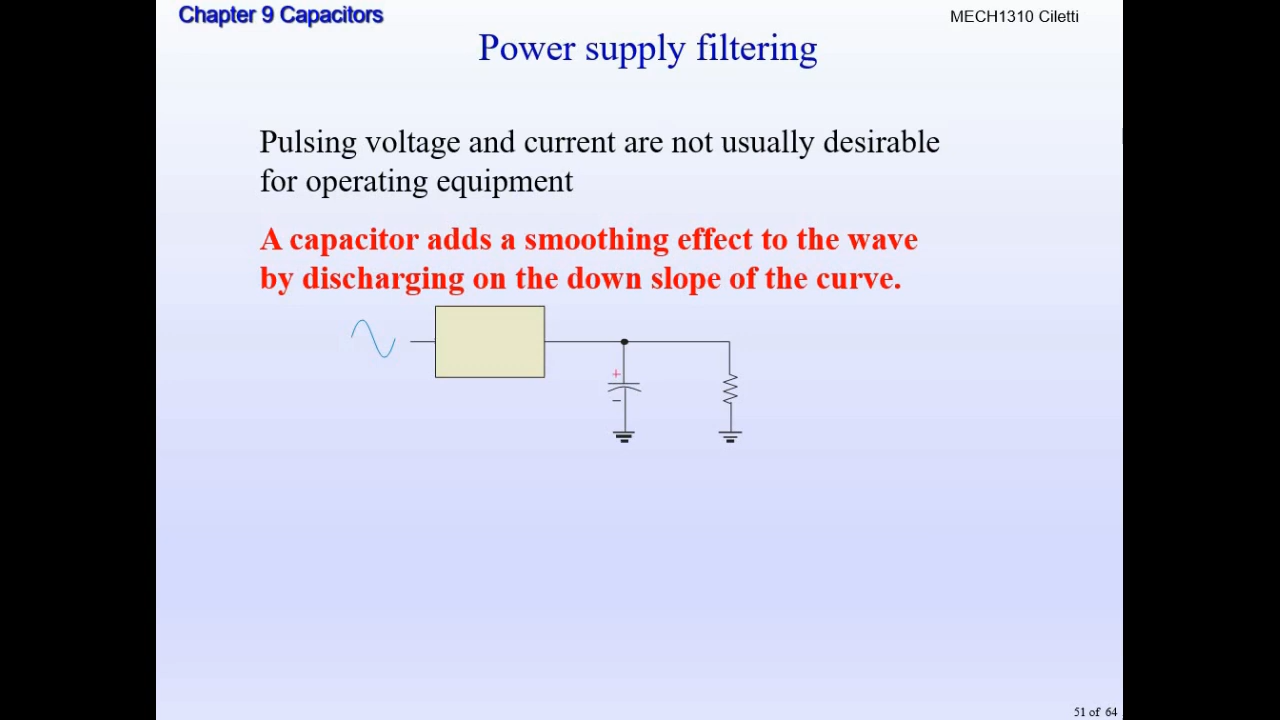 Chapter 9 Capacitors
MECH1310 Ciletti
Power supply filtering
Pulsing voltage and current are not usually desirable
for operating equipment
A capacitor adds a smoothing effect to the wave
by discharging on the down slope of the curve.
+
−
51 of 64